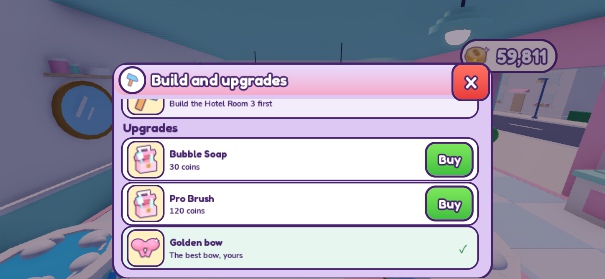 59,811
Build and upgrades
Build the Hotel Room 3 first
Upgrades
Bubble Soap
30 coins
Buy
Pro Brush
120 coins
Buy
Golden bow
The best bow, yours